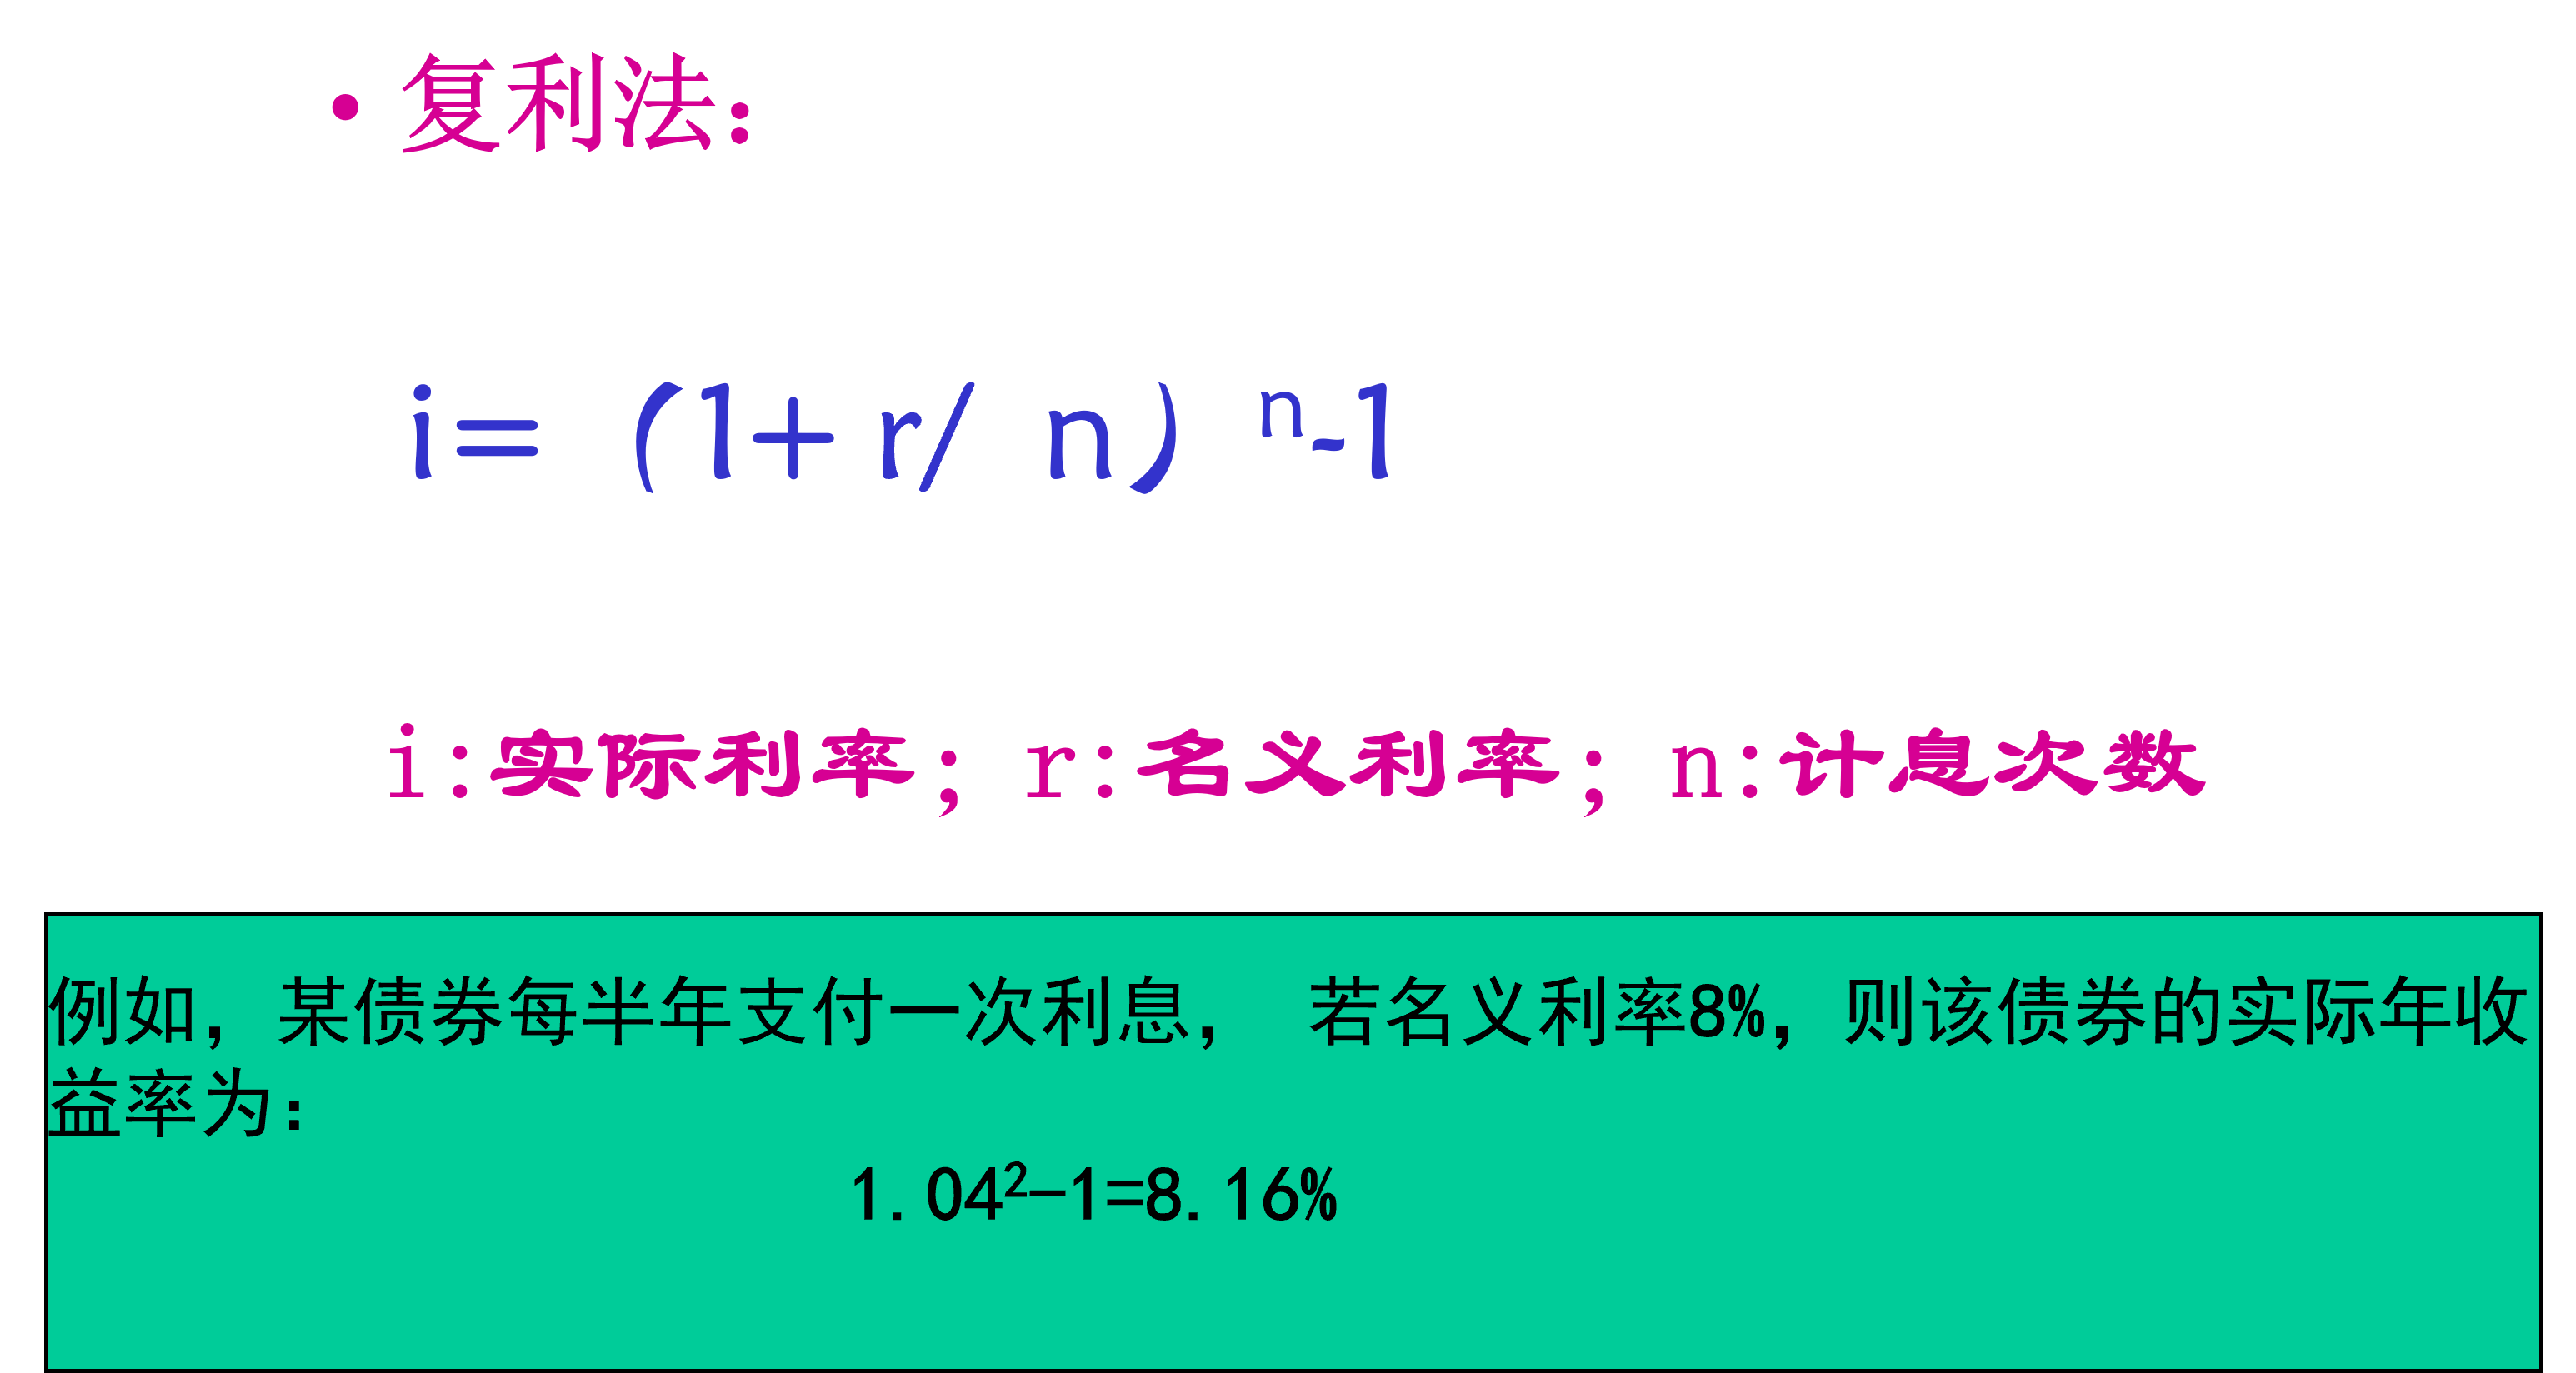 • 复利法：
i= (1+ r/ n) ⁿ-1
i:实际利率；r:名义利率；n:计息次数
例如，某债券每半年支付一次利息， 若名义利率8%，则该债券的实际年收
益率为：
1.04²-1=8.16%